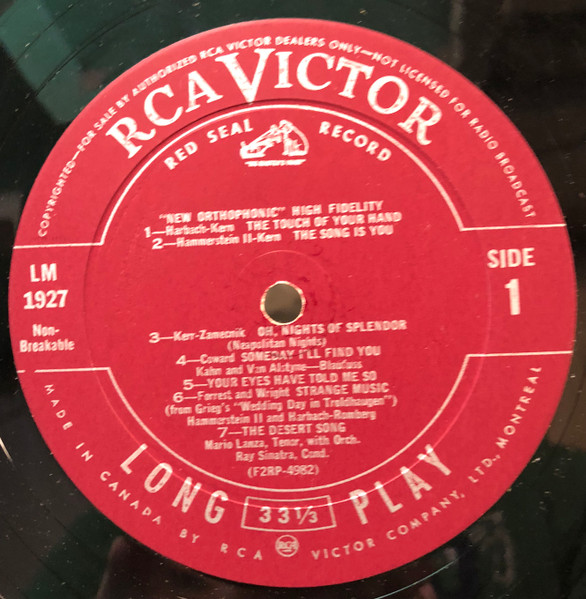 COPYRIGHTED—FOR SALE BY AUTHORIZED RCA VICTOR DEALERS ONLY—NOT LICENSED FOR RADIO BROADCAST
RCA VICTOR
RED SEAL RECORD
"NEW ORTHOPHONIC" HIGH FIDELITY
1—Harbach-Kern THE TOUCH OF YOUR HAND
2—Hammerstein II-Kern THE SONG IS YOU
LM
1927
Non-
Breakable
SIDE
1
3—Kerr-Zamecnik OH, NIGHTS OF SPLENDOR
(Neapolitan Nights)
4—Coward SOMEDAY I'LL FIND YOU
Kahn and Van Alstyne—Blaufuss
5—YOUR EYES HAVE TOLD ME SO
6—Forrest and Wright STRANGE MUSIC
(from Grieg's "Wedding Day in Troldhaugen")
Hammerstein II and Harbach-Romberg
7—THE DESERT SONG
Mario Lanza, Tenor, with Orch.
Ray Sinatra, Cond.
(F2RP-4982)
LONG 33⅓ PLAY
MADE IN CANADA BY RCA RCA VICTOR COMPANY, LTD., MONTREAL